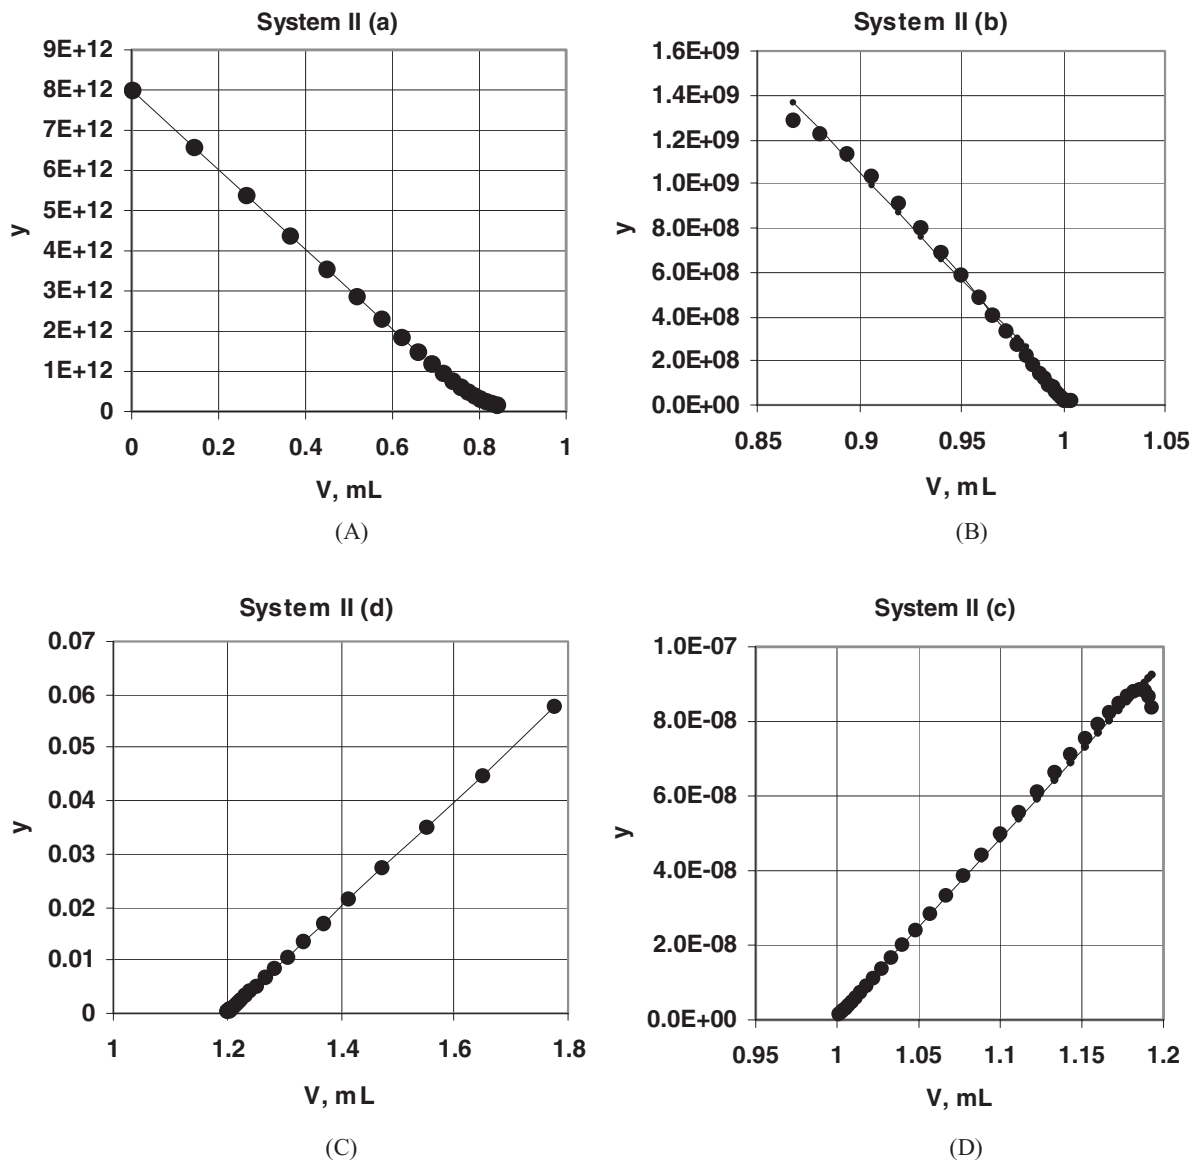 System II (a)
9E+12
8E+12
7E+12
6E+12
5E+12
4E+12
3E+12
2E+12
1E+12
0
y
0 0.2 0.4 0.6 0.8 1
V, mL
(A)
System II (b)
1.6E+09
1.4E+09
1.2E+09
1.0E+09
8.0E+08
6.0E+08
4.0E+08
2.0E+08
0.0E+00
y
0.85 0.9 0.95 1 1.05
V, mL
(B)
System II (d)
0.07
0.06
0.05
0.04
0.03
0.02
0.01
0
y
1 1.2 1.4 1.6 1.8
V, mL
(C)
System II (c)
1.0E-07
8.0E-08
6.0E-08
4.0E-08
2.0E-08
0.0E+00
y
0.95 1 1.05 1.1 1.15 1.2
V, mL
(D)